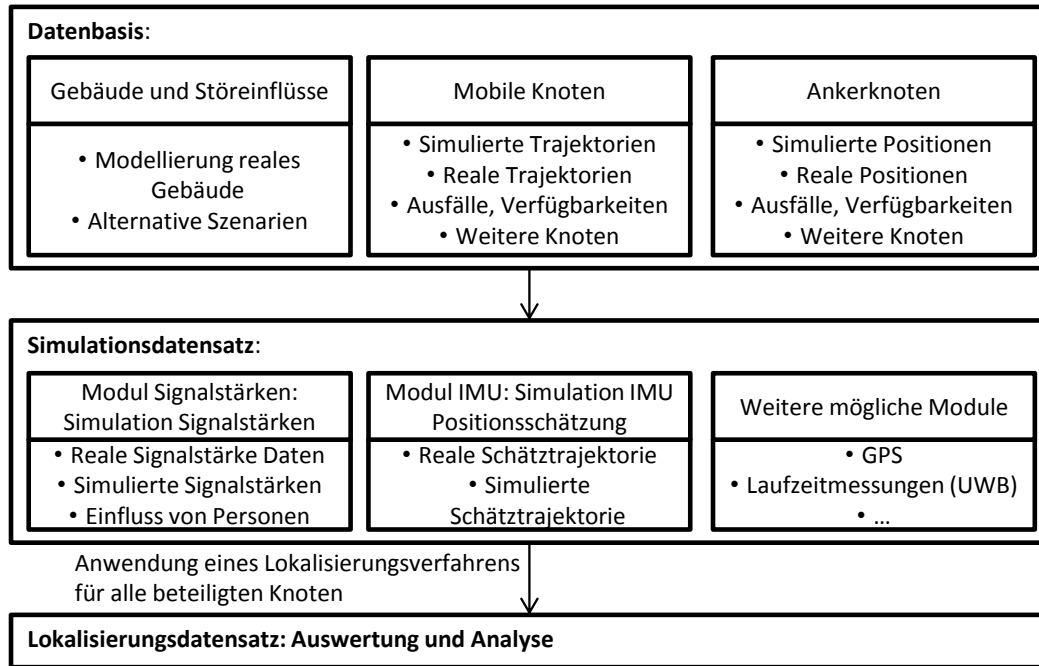 Datenbasis:
Gebäude und Störeinflüsse
• Modellierung reales
Gebäude
• Alternative Szenarien
Mobile Knoten
• Simulierte Trajektorien
• Reale Trajektorien
• Ausfälle, Verfügbarkeiten
• Weitere Knoten
Ankerknoten
• Simulierte Positionen
• Reale Positionen
• Ausfälle, Verfügbarkeiten
• Weitere Knoten
Simulationsdatensatz:
Modul Signalstärken:
Simulation Signalstärken
• Reale Signalstärke Daten
• Simulierte Signalstärken
• Einfluss von Personen
Modul IMU: Simulation IMU
Positionsschätzung
• Reale Schätztrajektorie
• Simulierte
Schätztrajektorie
Weitere mögliche Module
• GPS
• Laufzeitmessungen (UWB)
• ...
Anwendung eines Lokalisierungsverfahrens
für alle beteiligten Knoten
Lokalisierungsdatensatz: Auswertung und Analyse